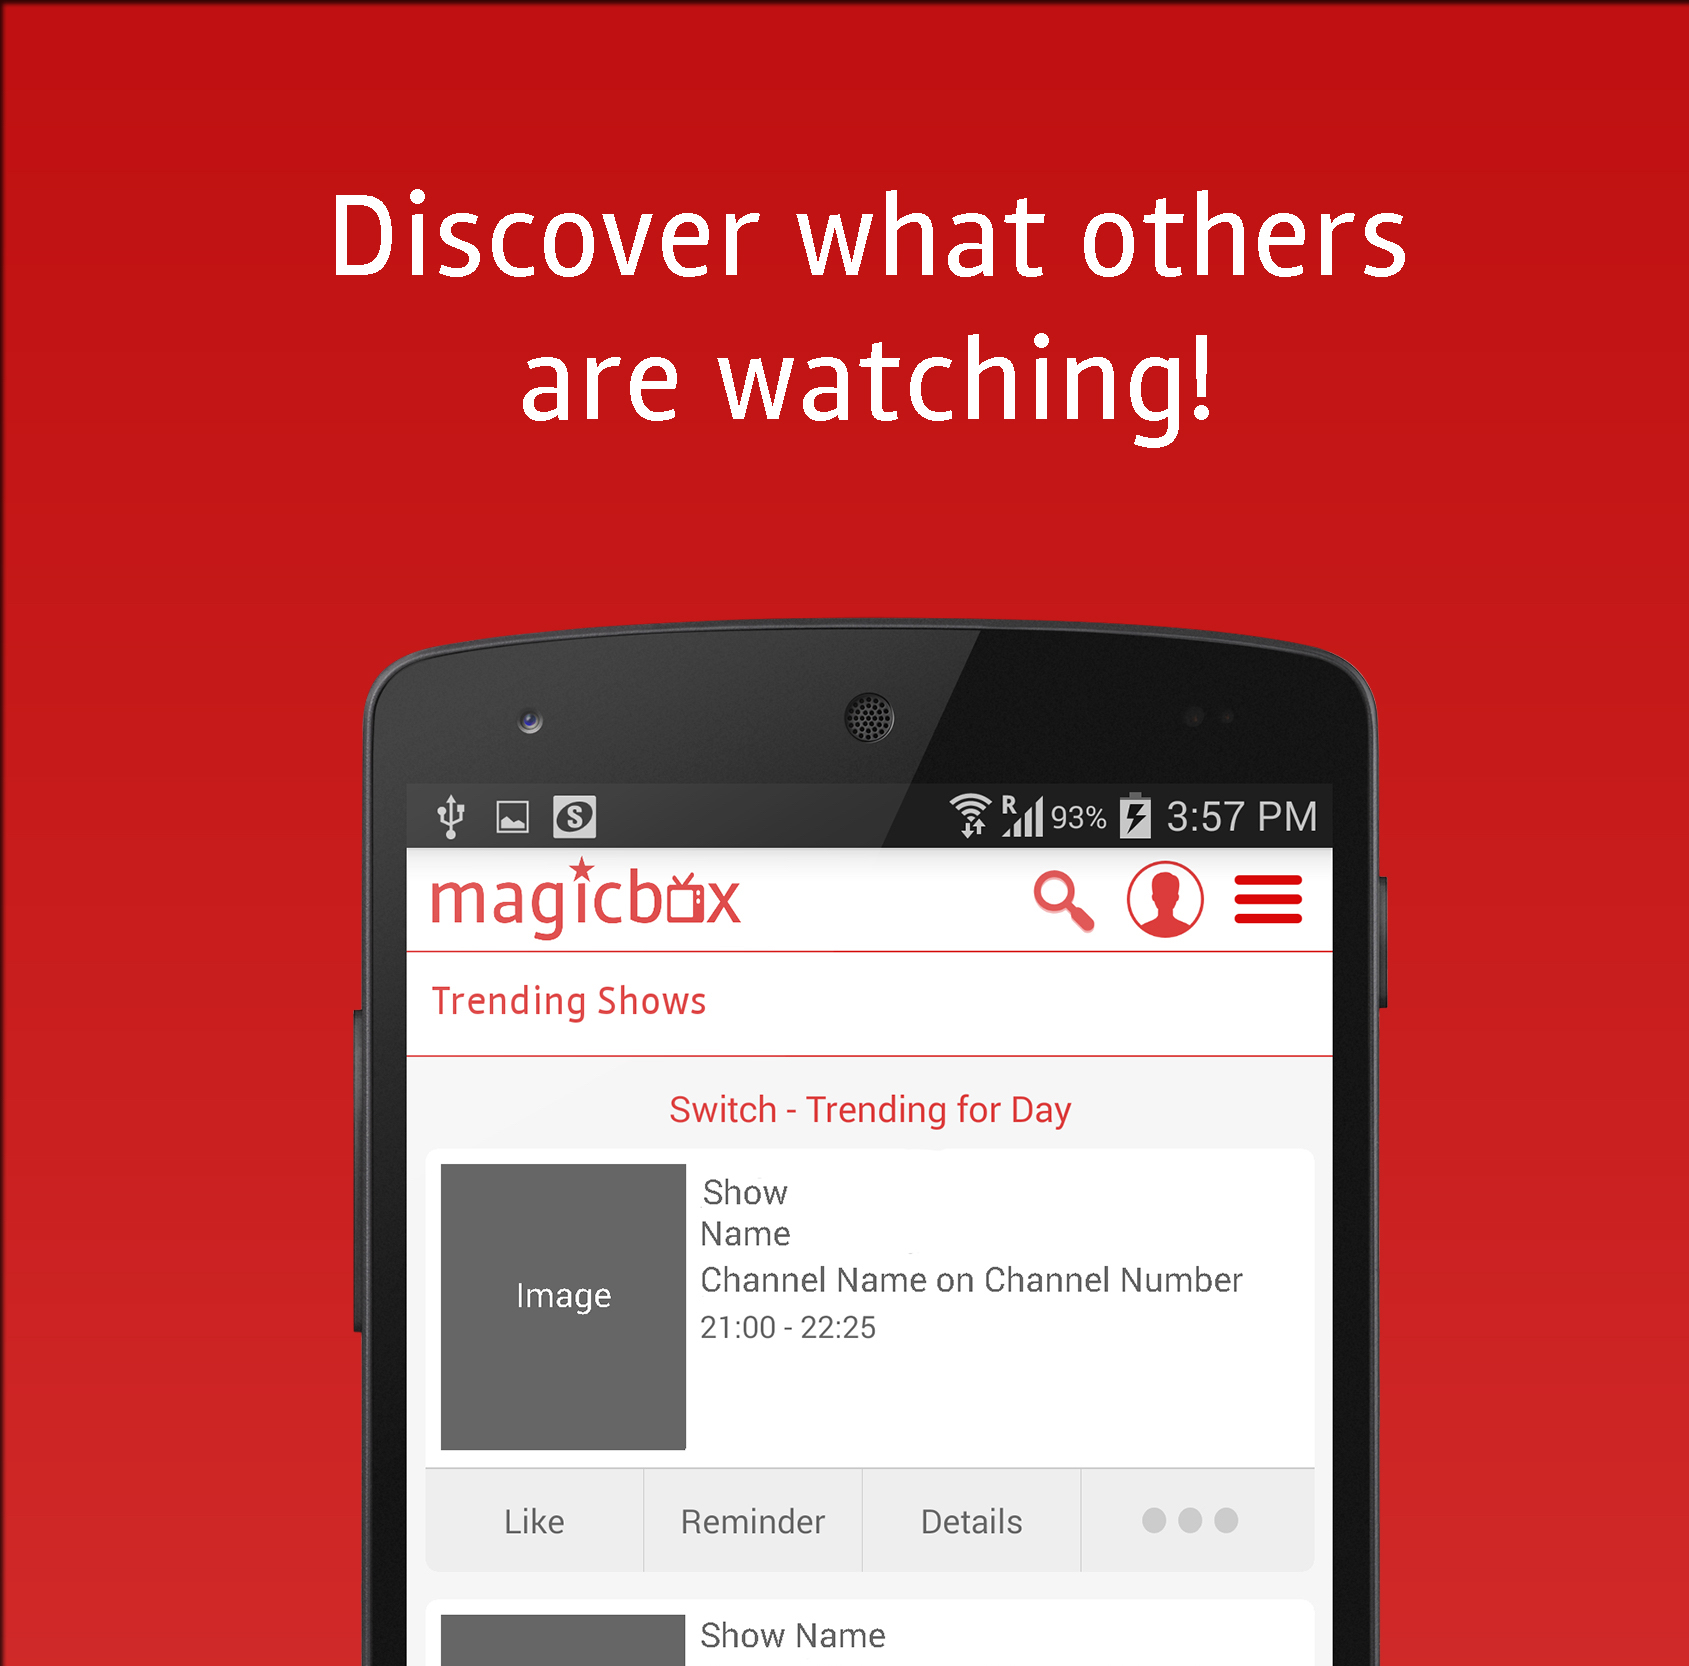 Discover what others
are watching!
R 93% 3:57 PM
magicbox
Trending Shows
Switch - Trending for Day
Show
Name
Image
Channel Name on Channel Number
21:00 - 22:25
Like Reminder Details
Show Name